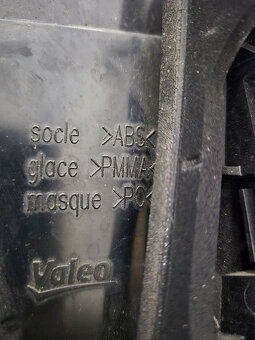 socle >ABS<
glace >PMMA<
masque >PC<
Valeo